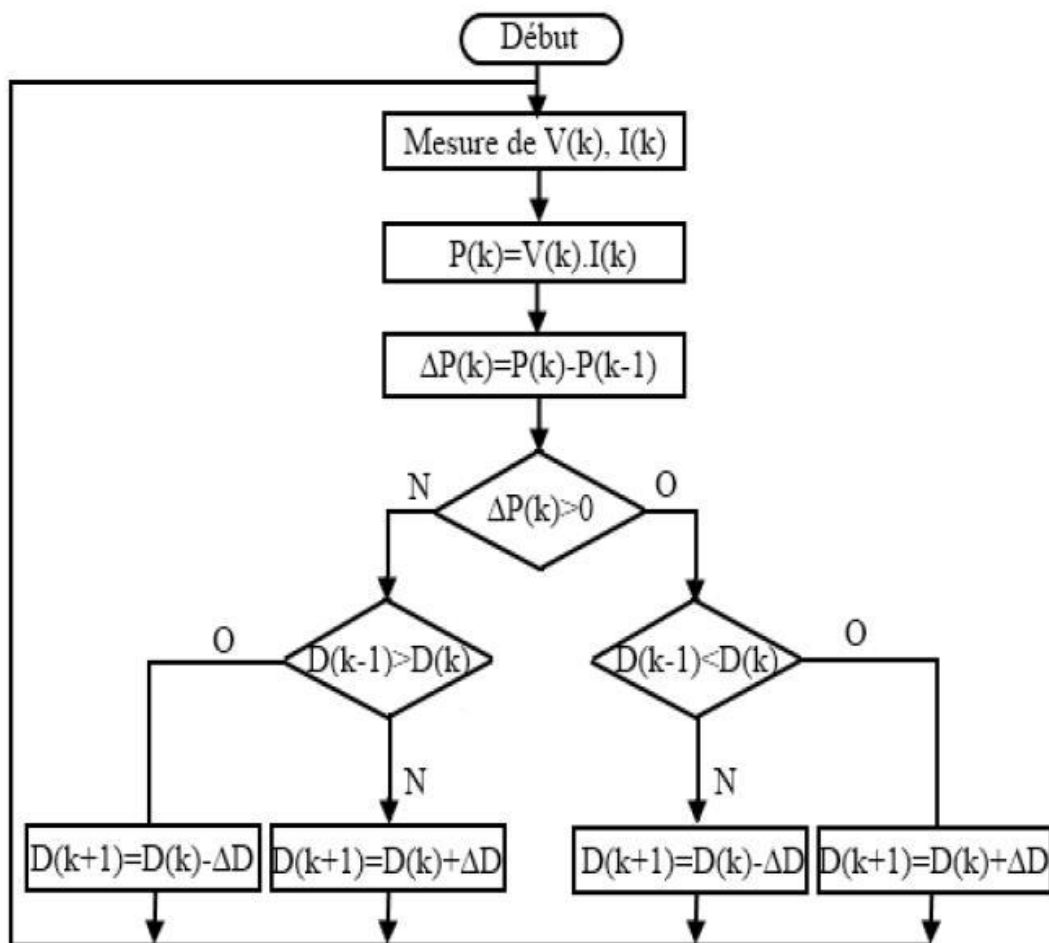 Début
Mesure de V(k), I(k)
P(k)=V(k).I(k)
ΔP(k)=P(k)-P(k-1)
N
O
ΔP(k)>0
O
D(k-1)>D(k)
D(k-1)<D(k)
O
N
N
D(k+1)=D(k)-ΔD
D(k+1)=D(k)+ΔD
D(k+1)=D(k)-ΔD
D(k+1)=D(k)+ΔD